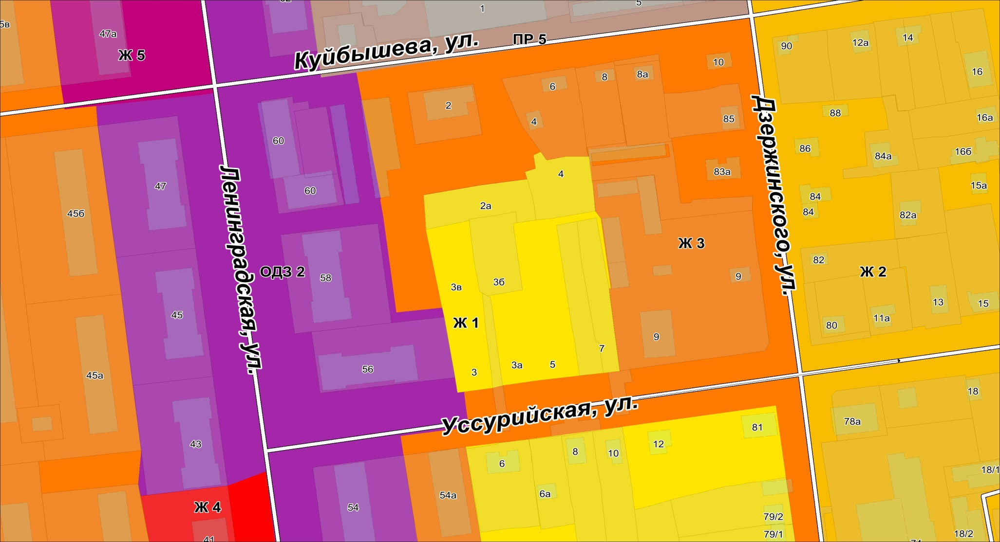 1
5
5в
47а
Ж 5
Куйбышева, ул.
ПР 5
90
12а
14
16
10
8
8а
6
2
4
85
88
16а
86
84а
16б
60
60
47
45б
83а
4
2а
84
84
15а
82а
Ленинградская, ул.
Дзержинского, ул.
ОДЗ 2
58
3в
3б
Ж 3
9
82
Ж 2
13
15
80
11а
45
Ж 1
9
45а
56
3
3а
5
7
18
Уссурийская, ул.
78а
81
43
6
8
10
12
18/1
54а
6а
Ж 4
54
79/2
79/1
18/2
41